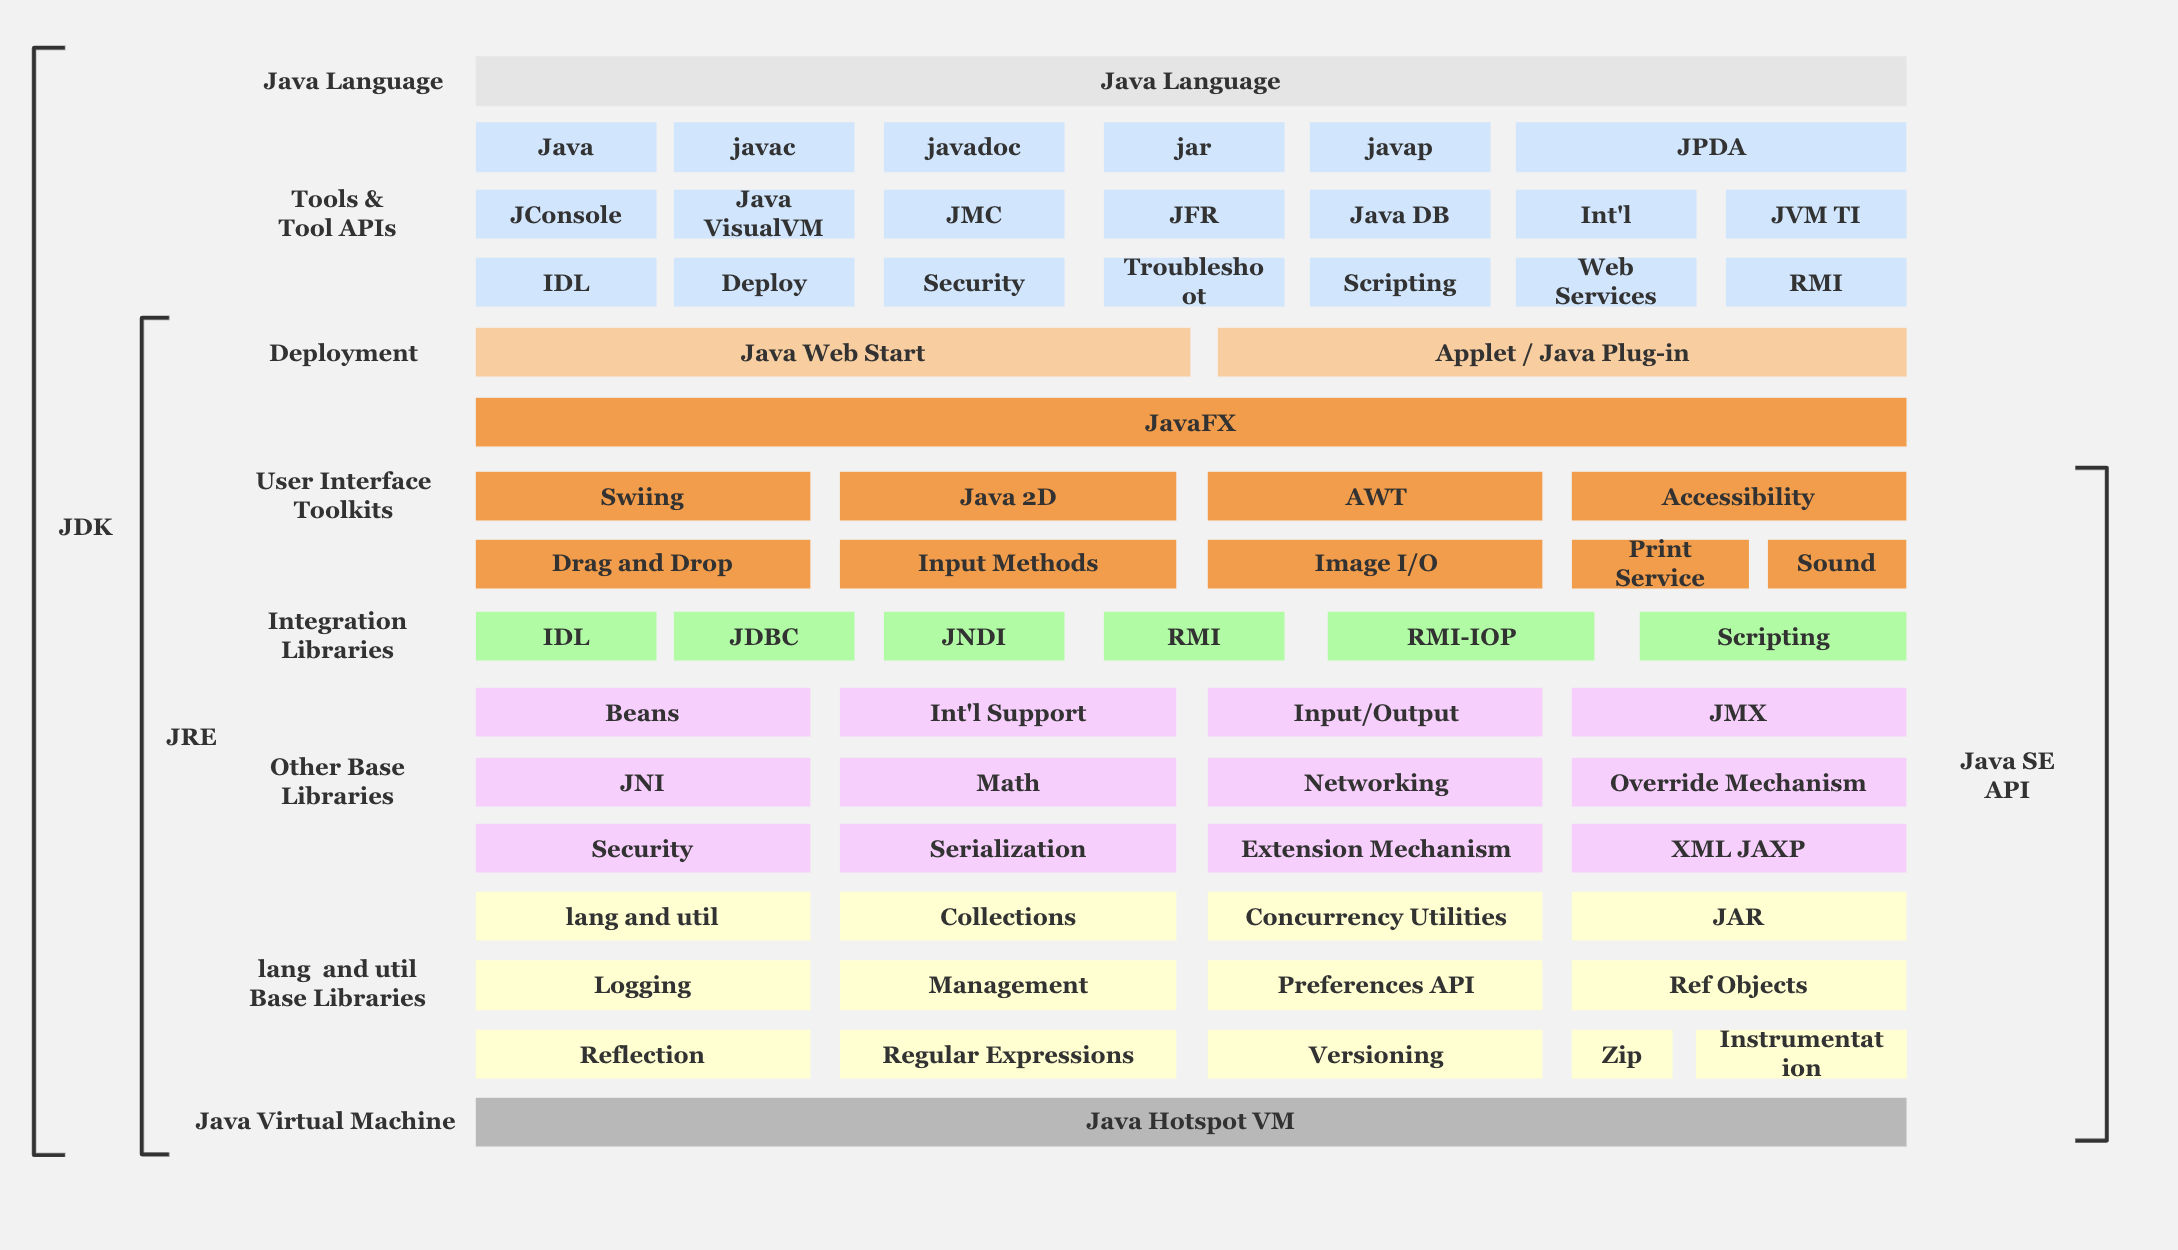 Java Language
Java Language
Java
javac
javadoc
jar
javap
JPDA
Tools &
Tool APIs
JConsole
Java
VisualVM
JMC
JFR
Java DB
Int'l
JVM TI
IDL
Deploy
Security
Troublesho
ot
Scripting
Web
Services
RMI
Deployment
Java Web Start
Applet / Java Plug-in
JavaFX
User Interface
Toolkits
Swiing
Java 2D
AWT
Accessibility
JDK
Drag and Drop
Input Methods
Image I/O
Print
Service
Sound
Integration
Libraries
IDL
JDBC
JNDI
RMI
RMI-IOP
Scripting
Beans
Int'l Support
Input/Output
JMX
JRE
Other Base
Libraries
JNI
Math
Networking
Override Mechanism
Java SE
API
Security
Serialization
Extension Mechanism
XML JAXP
lang and util
Collections
Concurrency Utilities
JAR
lang  and util
Base Libraries
Logging
Management
Preferences API
Ref Objects
Reflection
Regular Expressions
Versioning
Zip
Instrumentat
ion
Java Virtual Machine
Java Hotspot VM